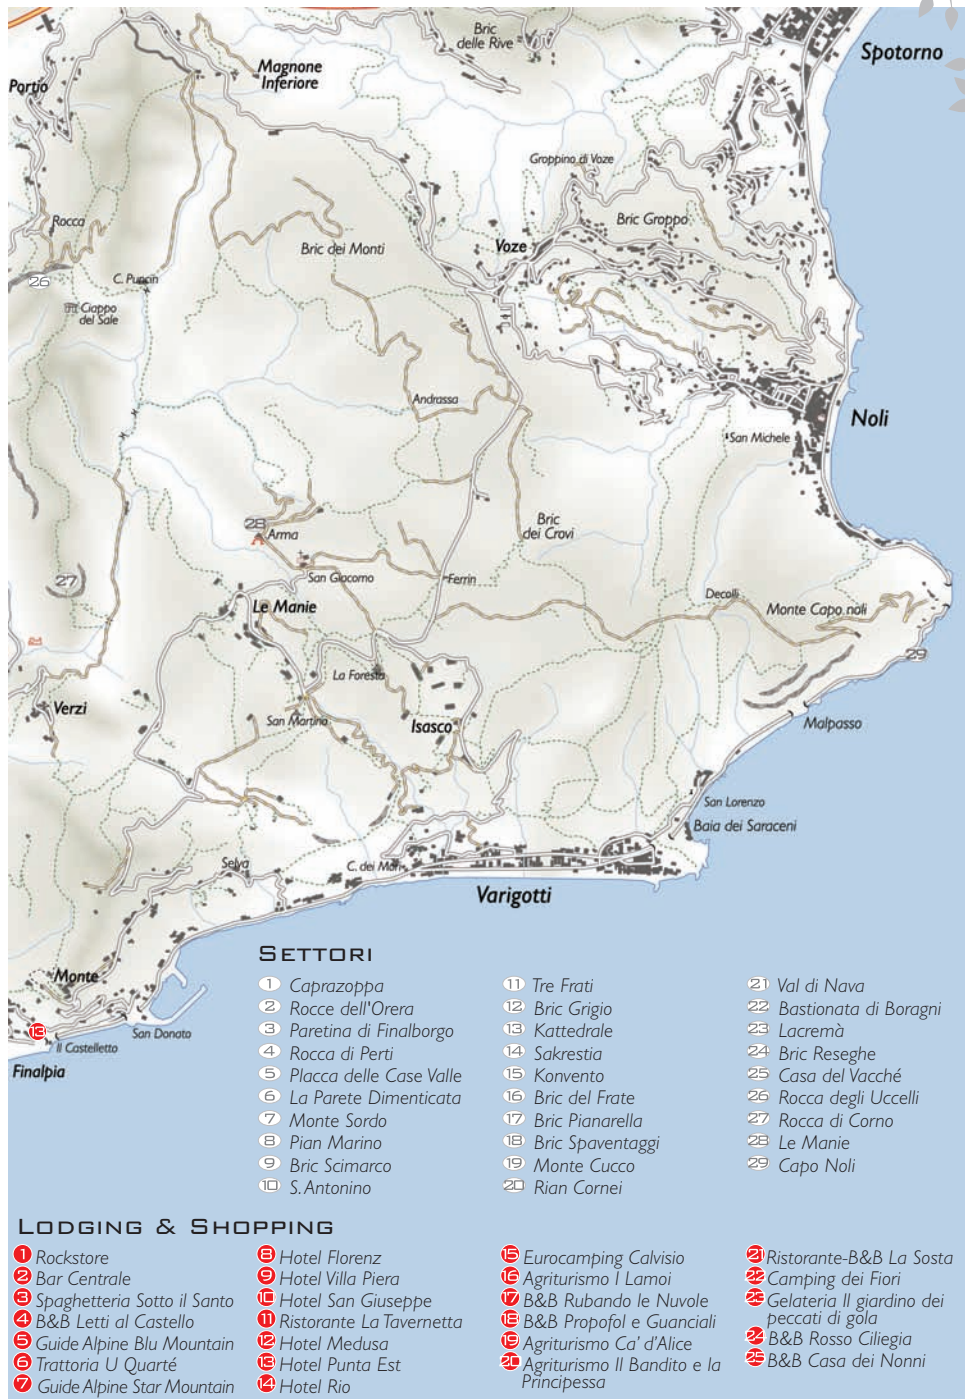 Bric
delle Rive
Spotorno
Magnone
Inferiore
Portio
Groppino di Voze
Rocca
Bric Groppo
Bric dei Monti
Voze
26
C. Puncin
Ciappo
del Sale
Andrassa
Noli
San Michele
28
Arma
Bric
dei Crovi
27
San Giacomo
Ferrin
Le Manie
Decolli
Monte Capo noli
29
La Foresta
Verzi
San Martino
Isasco
Malpasso
San Lorenzo
Baia dei Saraceni
Selva
C. dei Mori
Varigotti
Monte
13
San Donato
Il Castelletto
Finalpia
SETTORI
1 Caprazoppa
2 Rocce dell'Orera
3 Paretina di Finalborgo
4 Rocca di Perti
5 Placca delle Case Valle
6 La Parete Dimenticata
7 Monte Sordo
8 Pian Marino
9 Bric Scimarco
10 S. Antonino
11 Tre Frati
12 Bric Grigio
13 Kattedrale
14 Sakrestia
15 Konvento
16 Bric del Frate
17 Bric Pianarella
18 Bric Spaventaggi
19 Monte Cucco
20 Rian Cornei
21 Val di Nava
22 Bastionata di Boragni
23 Lacremà
24 Bric Reseghe
25 Casa del Vacché
26 Rocca degli Uccelli
27 Rocca di Corno
28 Le Manie
29 Capo Noli
LODGING & SHOPPING
1 Rockstore
2 Bar Centrale
3 Spaghetteria Sotto il Santo
4 B&B Letti al Castello
5 Guide Alpine Blu Mountain
6 Trattoria U Quarté
7 Guide Alpine Star Mountain
8 Hotel Florenz
9 Hotel Villa Piera
10 Hotel San Giuseppe
11 Ristorante La Tavernetta
12 Hotel Medusa
13 Hotel Punta Est
14 Hotel Rio
15 Eurocamping Calvisio
16 Agriturismo I Lamoi
17 B&B Rubando le Nuvole
18 B&B Propofol e Guanciali
19 Agriturismo Ca' d'Alice
20 Agriturismo Il Bandito e la
Principessa
21 Ristorante-B&B La Sosta
22 Camping dei Fiori
23 Gelateria Il giardino dei
peccati di gola
24 B&B Rosso Ciliegia
25 B&B Casa dei Nonni